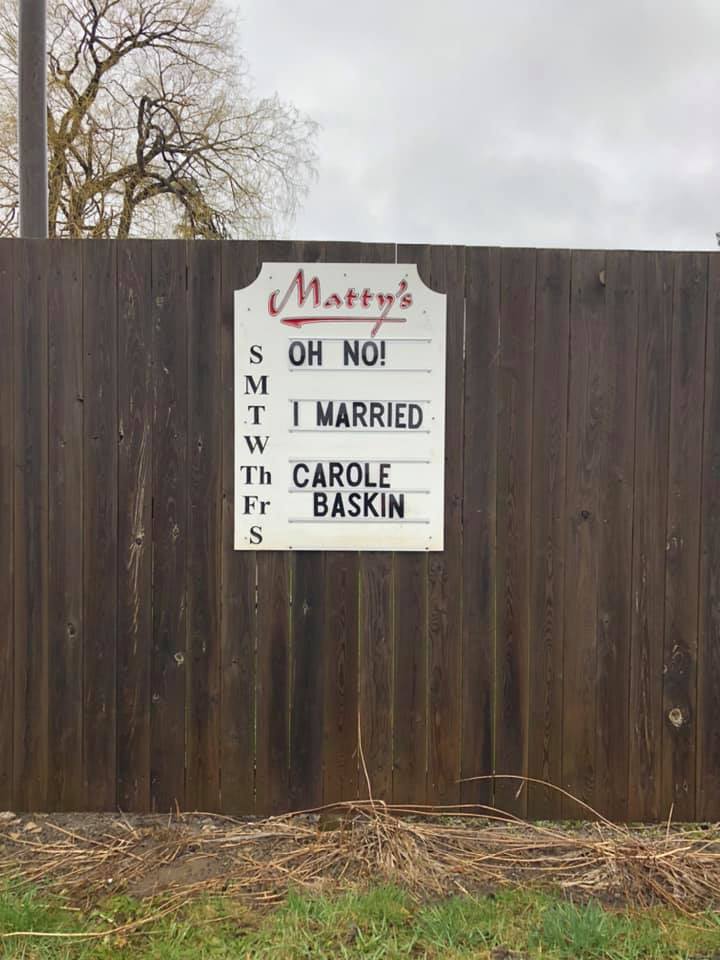 Matty's
S OH NO!
M
T I MARRIED
W
Th CAROLE
Fr BASKIN
S